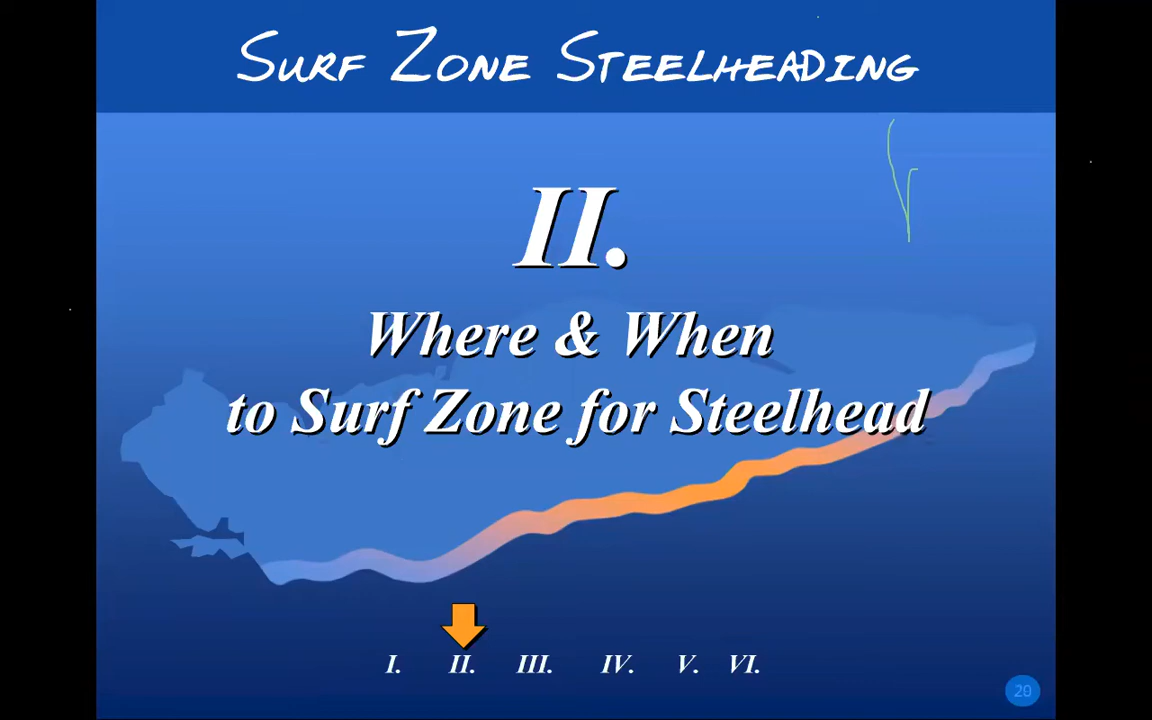 SURF ZONE STEELHEADING
II.
Where & When
to Surf Zone for Steelhead
I. II. III. IV. V. VI.
20